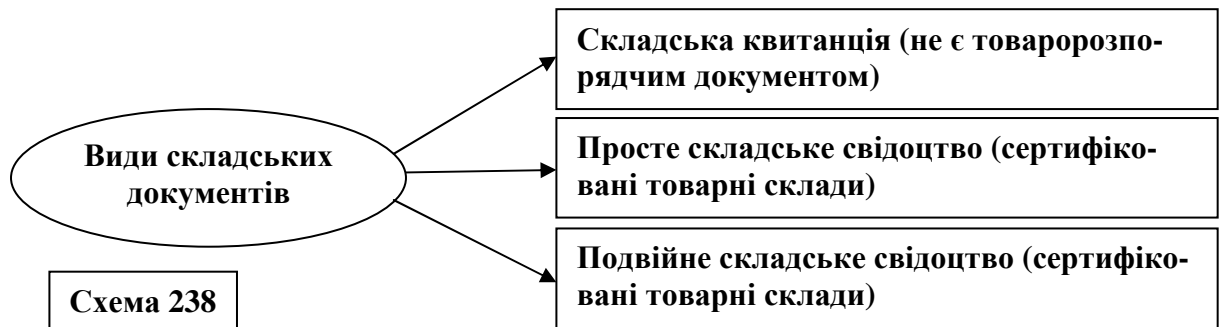 Складська квитанція (не є товаророзпо-
рядчим документом)
Види складських
документів
Просте складське свідоцтво (сертифіко-
вані товарні склади)
Подвійне складське свідоцтво (сертифіко-
вані товарні склади)
Схема 238